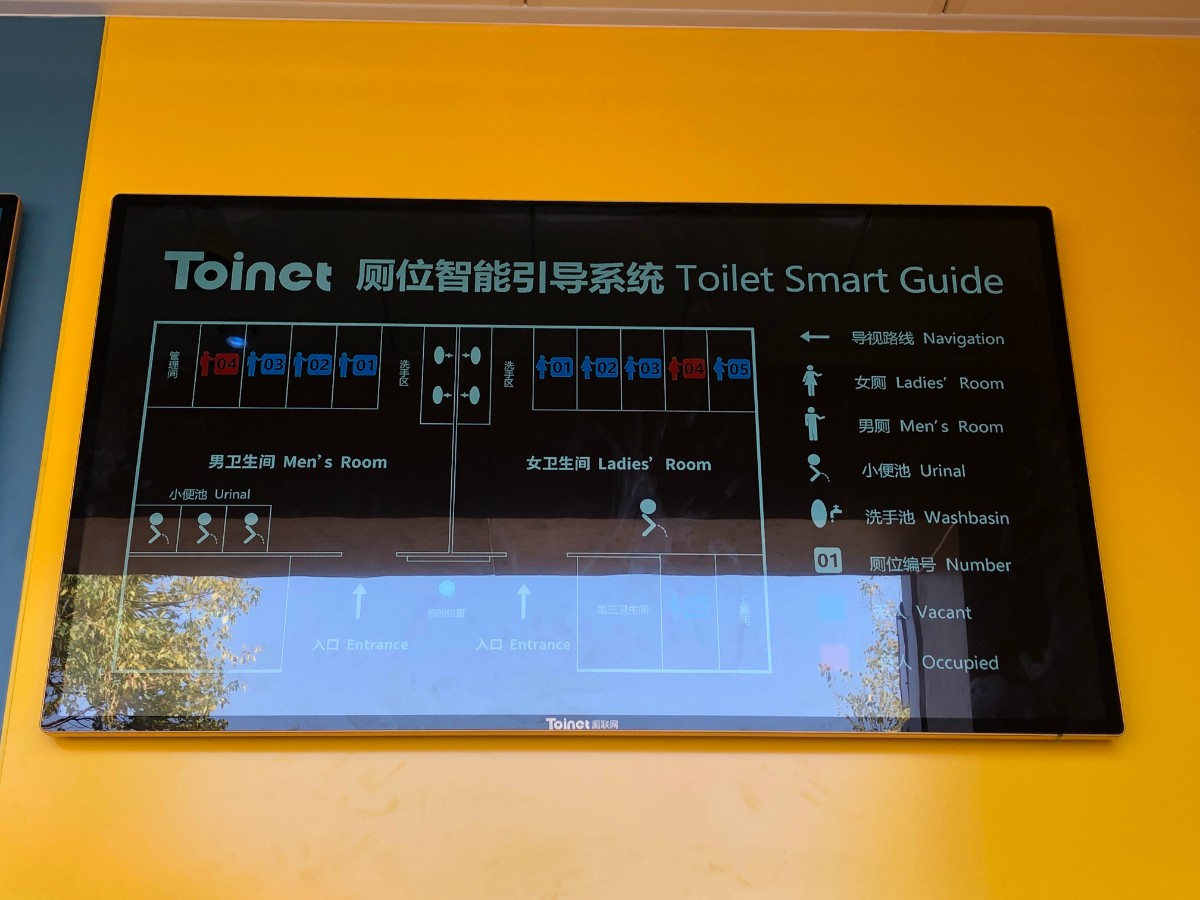 Toinet 厕位智能引导系统 Toilet Smart Guide
管理间
04
03
02
01
洗手区
洗手区
01
02
03
04
05
导视路线 Navigation
女厕 Ladies' Room
男厕 Men's Room
小便池 Urinal
洗手池 Washbasin
01 厕位编号 Number
Vacant
人 Occupied
男卫生间 Men's Room
女卫生间 Ladies' Room
小便池 Urinal
入口 Entrance
入口 Entrance
第三卫生间
工具间
Toinet 厕联网